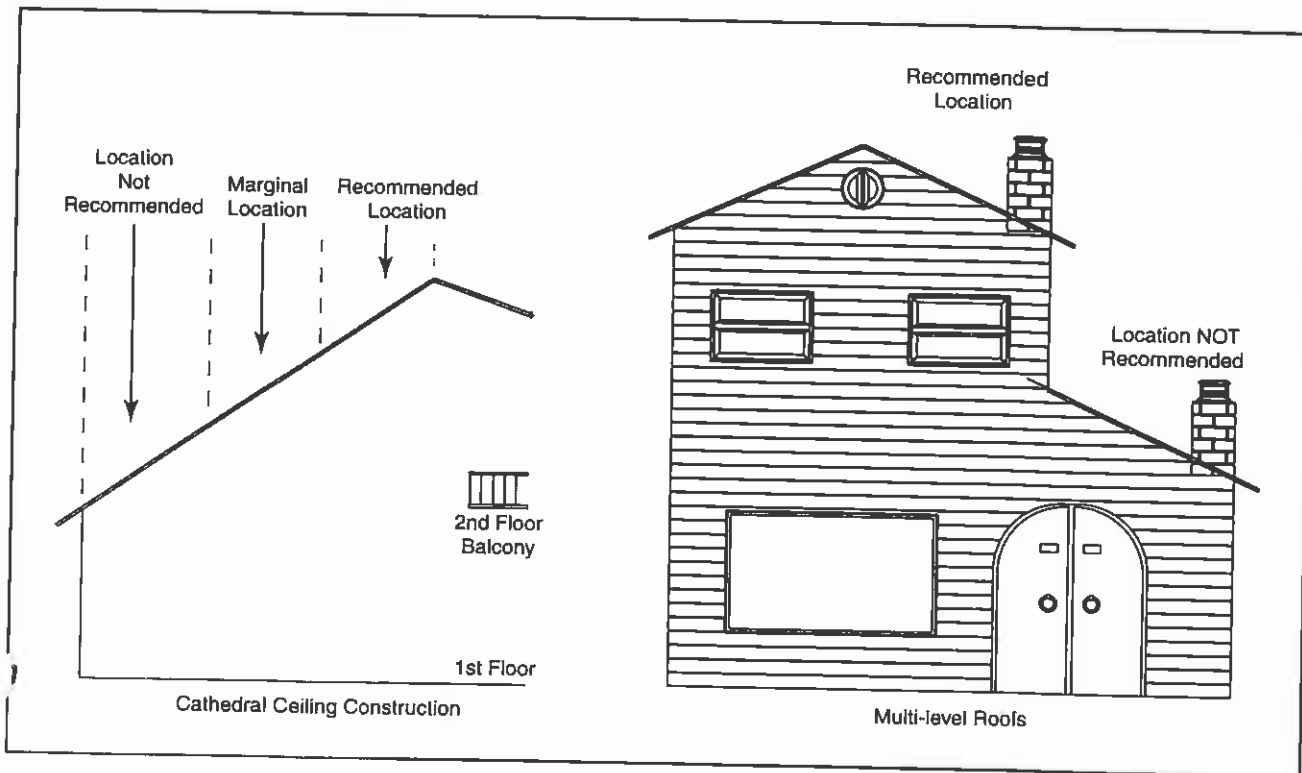 Location
Not
Recommended
Marginal
Location
Recommended
Location
2nd Floor
Balcony
1st Floor
Cathedral Ceiling Construction
Recommended
Location
Location NOT
Recommended
Multi-level Roofs